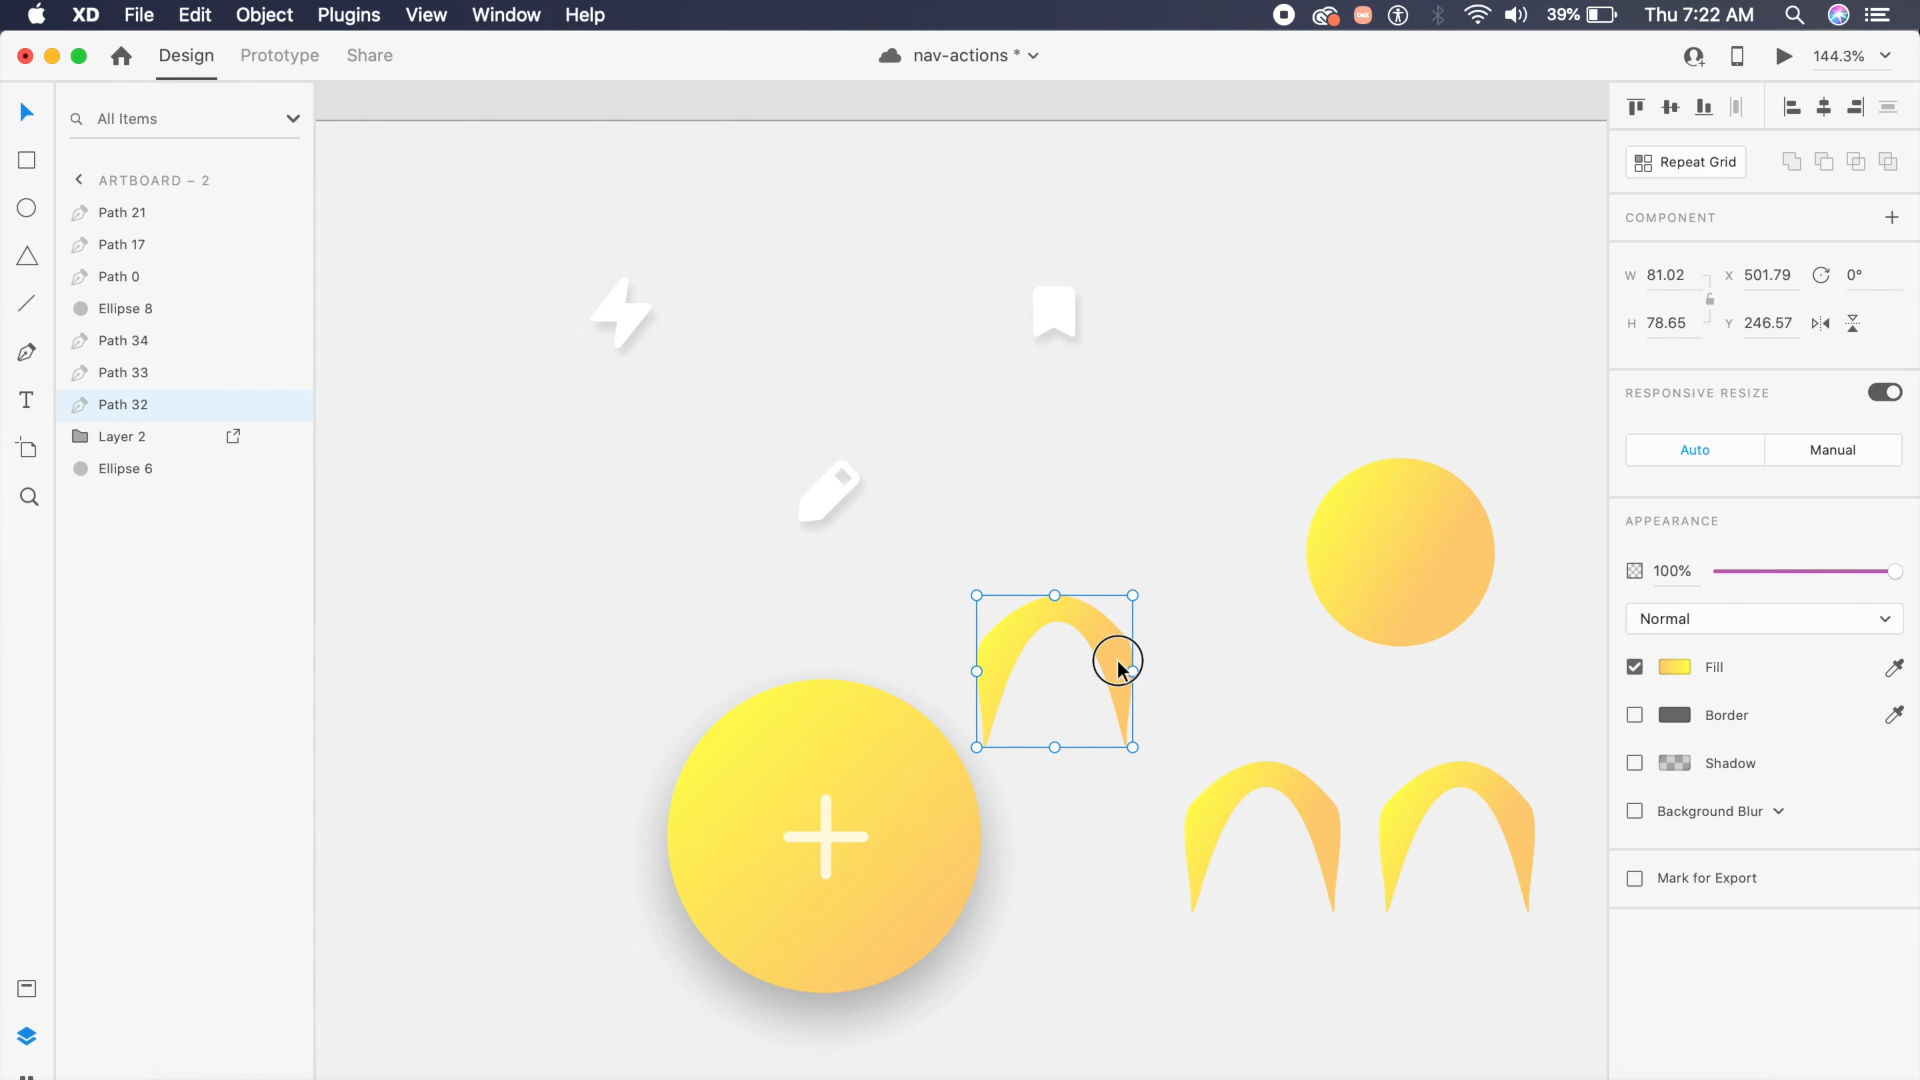 XD File Edit Object Plugins View Window Help 39% Thu 7:22 AM
Design Prototype Share nav-actions * 144.3%
All Items
ARTBOARD – 2
Path 21
Path 17
Path 0
Ellipse 8
Path 34
Path 33
Path 32
Layer 2
Ellipse 6
Repeat Grid
COMPONENT
W 81.02 X 501.79 0°
H 78.65 Y 246.57
RESPONSIVE RESIZE
Auto Manual
APPEARANCE
100%
Normal
Fill
Border
Shadow
Background Blur
Mark for Export